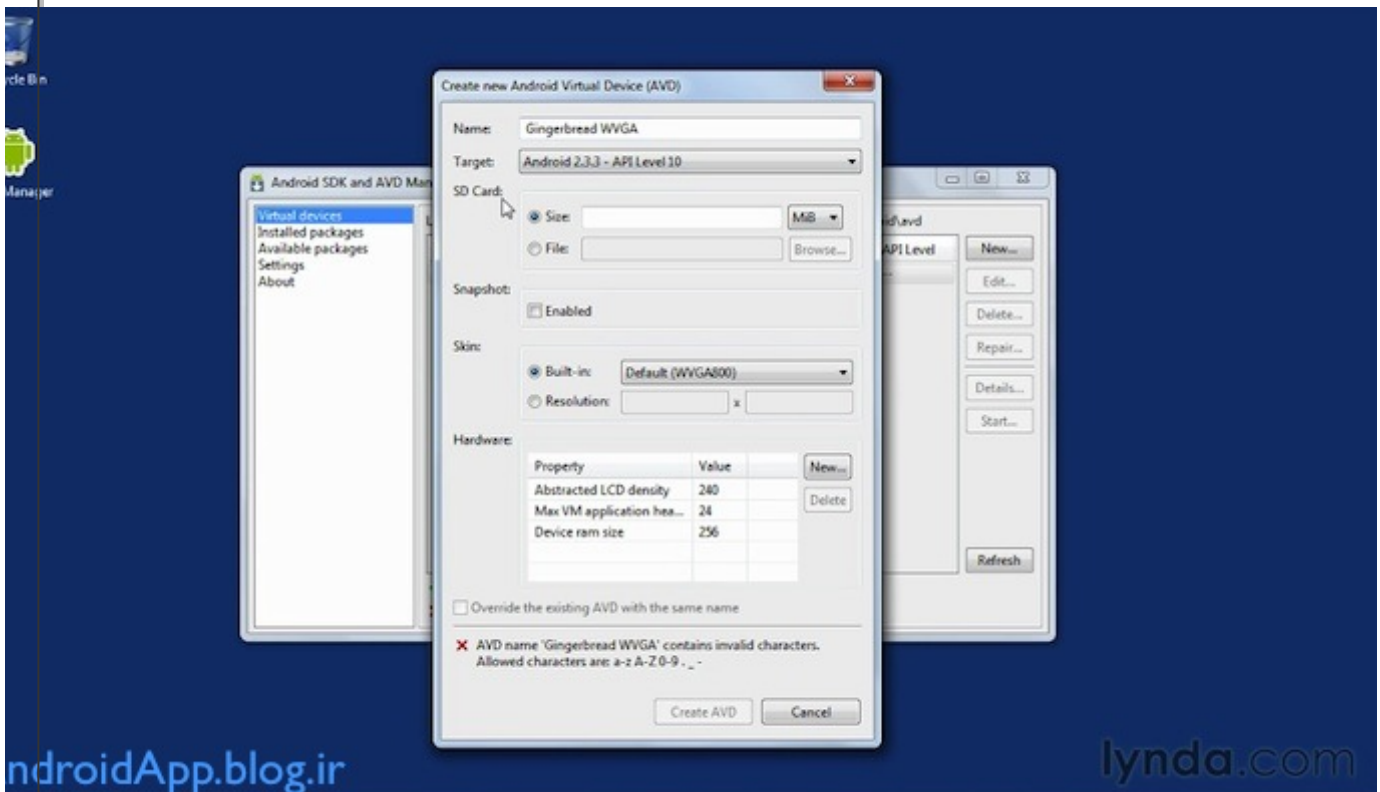 cle Bin
Manager
Android SDK and AVD Man
Virtual devices
Installed packages
Available packages
Settings
About
Create new Android Virtual Device (AVD)
Name: Gingerbread WVGA
Target: Android 2.3.3 - API Level 10
SD Card:
Size: MiB
File: Browse...
Snapshot:
Enabled
Skin:
Built-in: Default (WVGA800)
Resolution: x
Hardware:
Property Value New...
Abstracted LCD density 240
Delete
Max VM application hea... 24
Device ram size 256
Override the existing AVD with the same name
AVD name 'Gingerbread WVGA' contains invalid characters.
Allowed characters are: a-z A-Z 0-9 . _ -
Create AVD Cancel
id\avd
API Level New...
Edit...
Delete...
Repair...
Details...
Start...
Refresh
ndroidApp.blog.ir
lynda.com